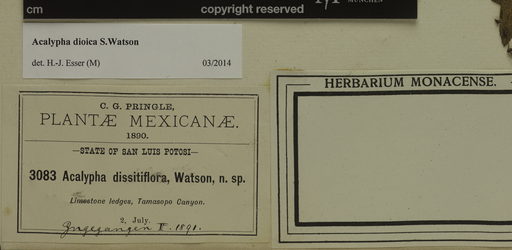 cm
copyright reserved
MÜNCHEN
Acalypha dioica S.Watson
det. H.-J. Esser (M) 03/2014
HERBARIUM MONACENSE.
C. G. PRINGLE,
PLANTÆ MEXICANÆ.
1890.
—STATE OF SAN LUIS POTOSI—
3083 Acalypha dissitiflora, Watson, n. sp.
Limestone ledges, Tamasopo Canyon.
2, July.
Eingegangen II. 1891.